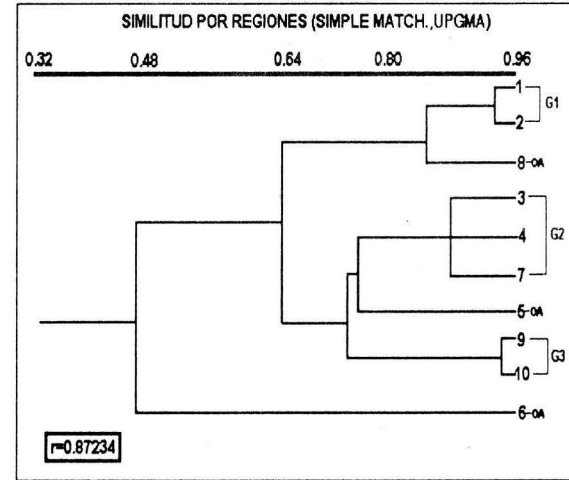 SIMILITUD POR REGIONES (SIMPLE MATCH.,UPGMA)
0.32 0.48 0.64 0.80 0.96
1
G1
2
8-OA
3
G2
4
7
5-OA
9
G3
10
6-OA
r=0.87234